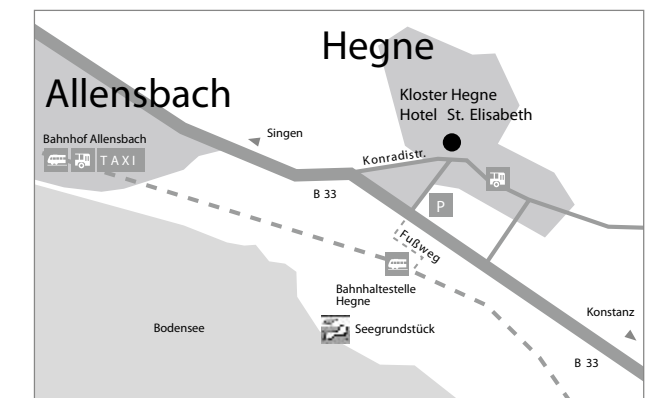 Hegne
Allensbach
Kloster Hegne
Hotel St. Elisabeth
Bahnhof Allensbach
TAXI
Singen
Konradistr.
B 33
P
Fußweg
Bahnhaltestelle
Hegne
Bodensee
Seegrundstück
Konstanz
B 33